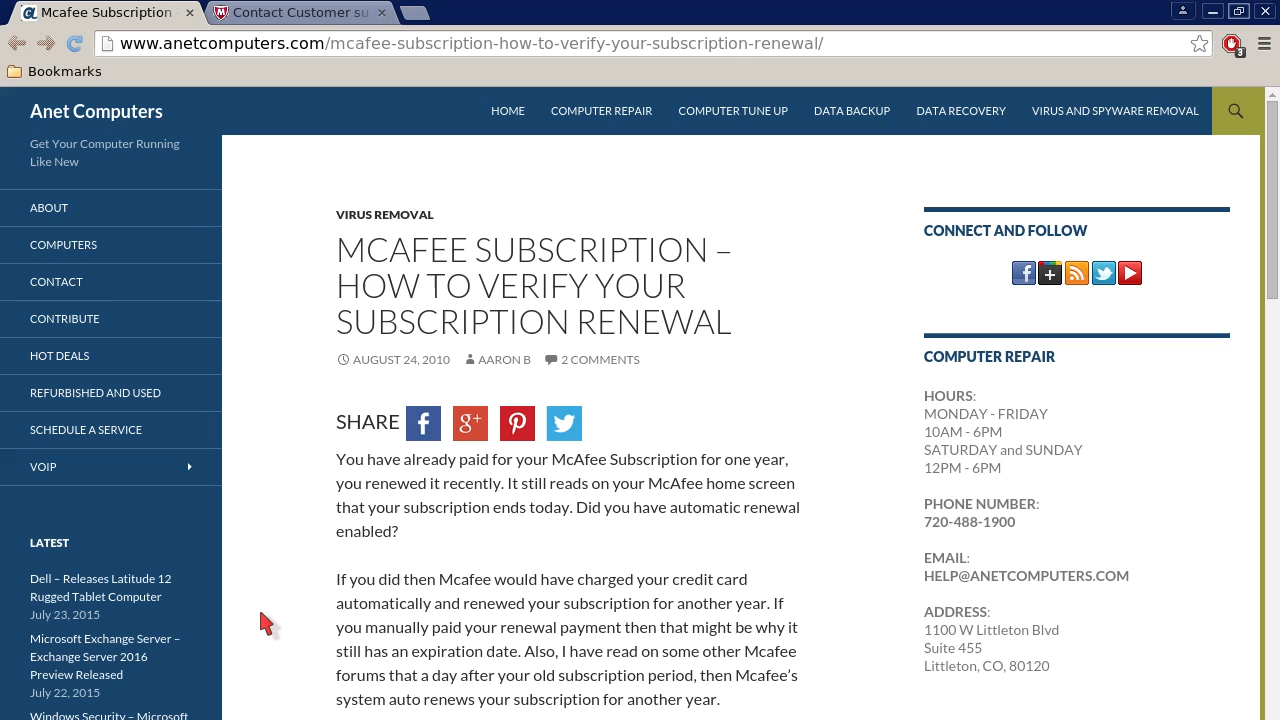 Mcafee Subscription
Contact Customer su
www.anetcomputers.com/mcafee-subscription-how-to-verify-your-subscription-renewal/
3
Bookmarks
Anet Computers
HOME
COMPUTER REPAIR
COMPUTER TUNE UP
DATA BACKUP
DATA RECOVERY
VIRUS AND SPYWARE REMOVAL
Get Your Computer Running
Like New
ABOUT
COMPUTERS
CONTACT
CONTRIBUTE
HOT DEALS
REFURBISHED AND USED
SCHEDULE A SERVICE
VOIP
LATEST
Dell – Releases Latitude 12
Rugged Tablet Computer
July 23, 2015
Microsoft Exchange Server –
Exchange Server 2016
Preview Released
July 22, 2015
Windows Security – Microsoft
VIRUS REMOVAL
MCAFEE SUBSCRIPTION –
HOW TO VERIFY YOUR
SUBSCRIPTION RENEWAL
AUGUST 24, 2010 AARON B 2 COMMENTS
SHARE
You have already paid for your McAfee Subscription for one year,
you renewed it recently. It still reads on your McAfee home screen
that your subscription ends today. Did you have automatic renewal
enabled?
If you did then Mcafee would have charged your credit card
automatically and renewed your subscription for another year. If
you manually paid your renewal payment then that might be why it
still has an expiration date. Also, I have read on some other Mcafee
forums that a day after your old subscription period, then Mcafee's
system auto renews your subscription for another year.
CONNECT AND FOLLOW
COMPUTER REPAIR
HOURS:
MONDAY - FRIDAY
10AM - 6PM
SATURDAY and SUNDAY
12PM - 6PM
PHONE NUMBER:
720-488-1900
EMAIL:
HELP@ANETCOMPUTERS.COM
ADDRESS:
1100 W Littleton Blvd
Suite 455
Littleton, CO, 80120